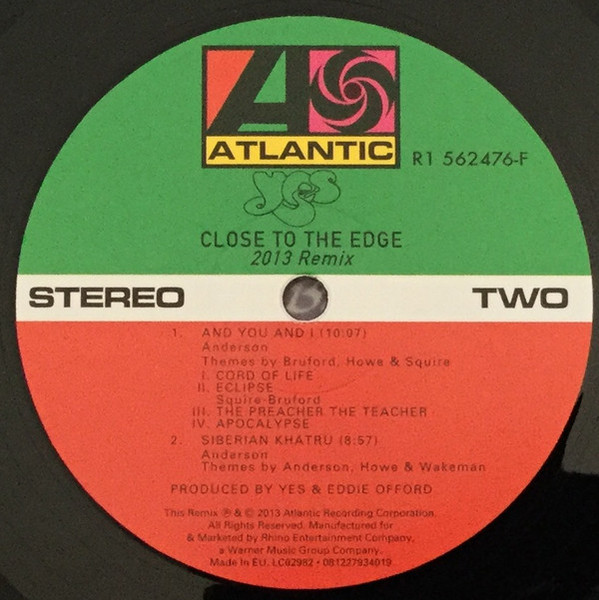 ATLANTIC
R1 562476-F
YES
CLOSE TO THE EDGE
2013 Remix
STEREO TWO
1. AND YOU AND I (10:07)
Anderson
Themes by Bruford, Howe & Squire
I. CORD OF LIFE
II. ECLIPSE
Squire-Bruford
III. THE PREACHER THE TEACHER
IV. APOCALYPSE
2. SIBERIAN KHATRU (8:57)
Anderson
Themes by Anderson, Howe & Wakeman
PRODUCED BY YES & EDDIE OFFORD
This Remix ℗ & © 2013 Atlantic Recording Corporation.
All Rights Reserved. Manufactured for
& Marketed by Rhino Entertainment Company,
a Warner Music Group Company.
Made in EU. LC02982 • 081227934019